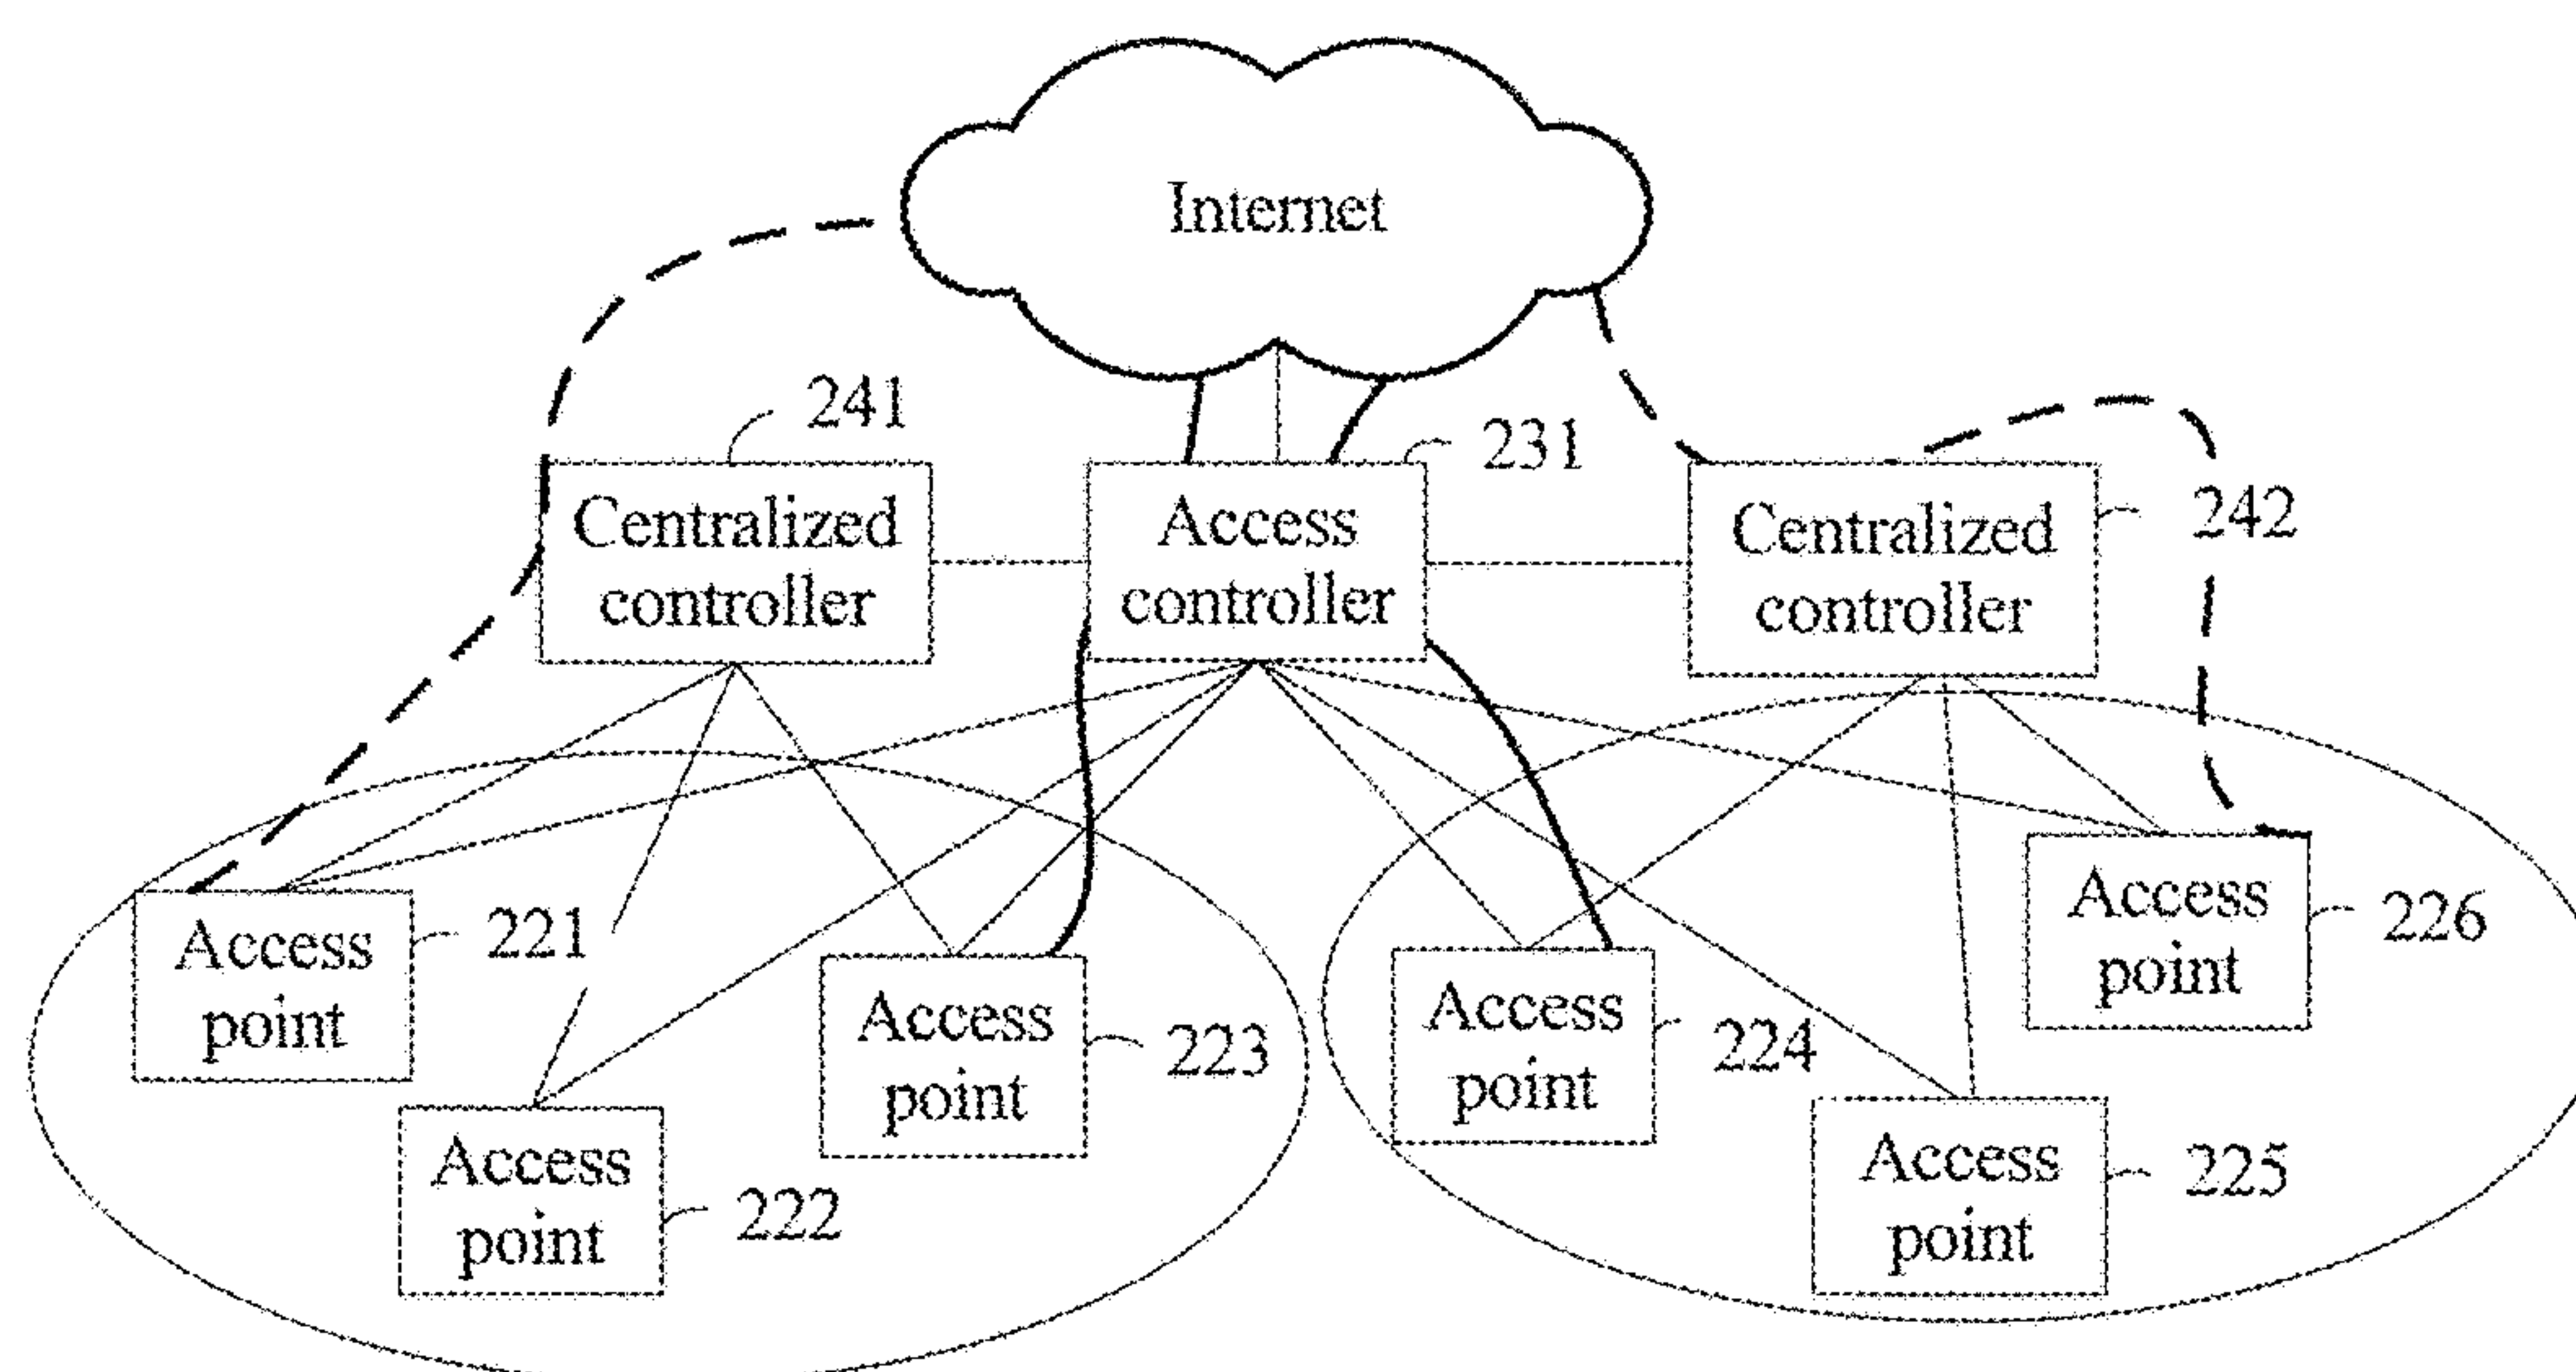 Internet
241
231
242
Centralized
controller
Access
controller
Centralized
controller
Access
point
221
Access
point
222
Access
point
223
Access
point
224
Access
point
225
Access
point
226